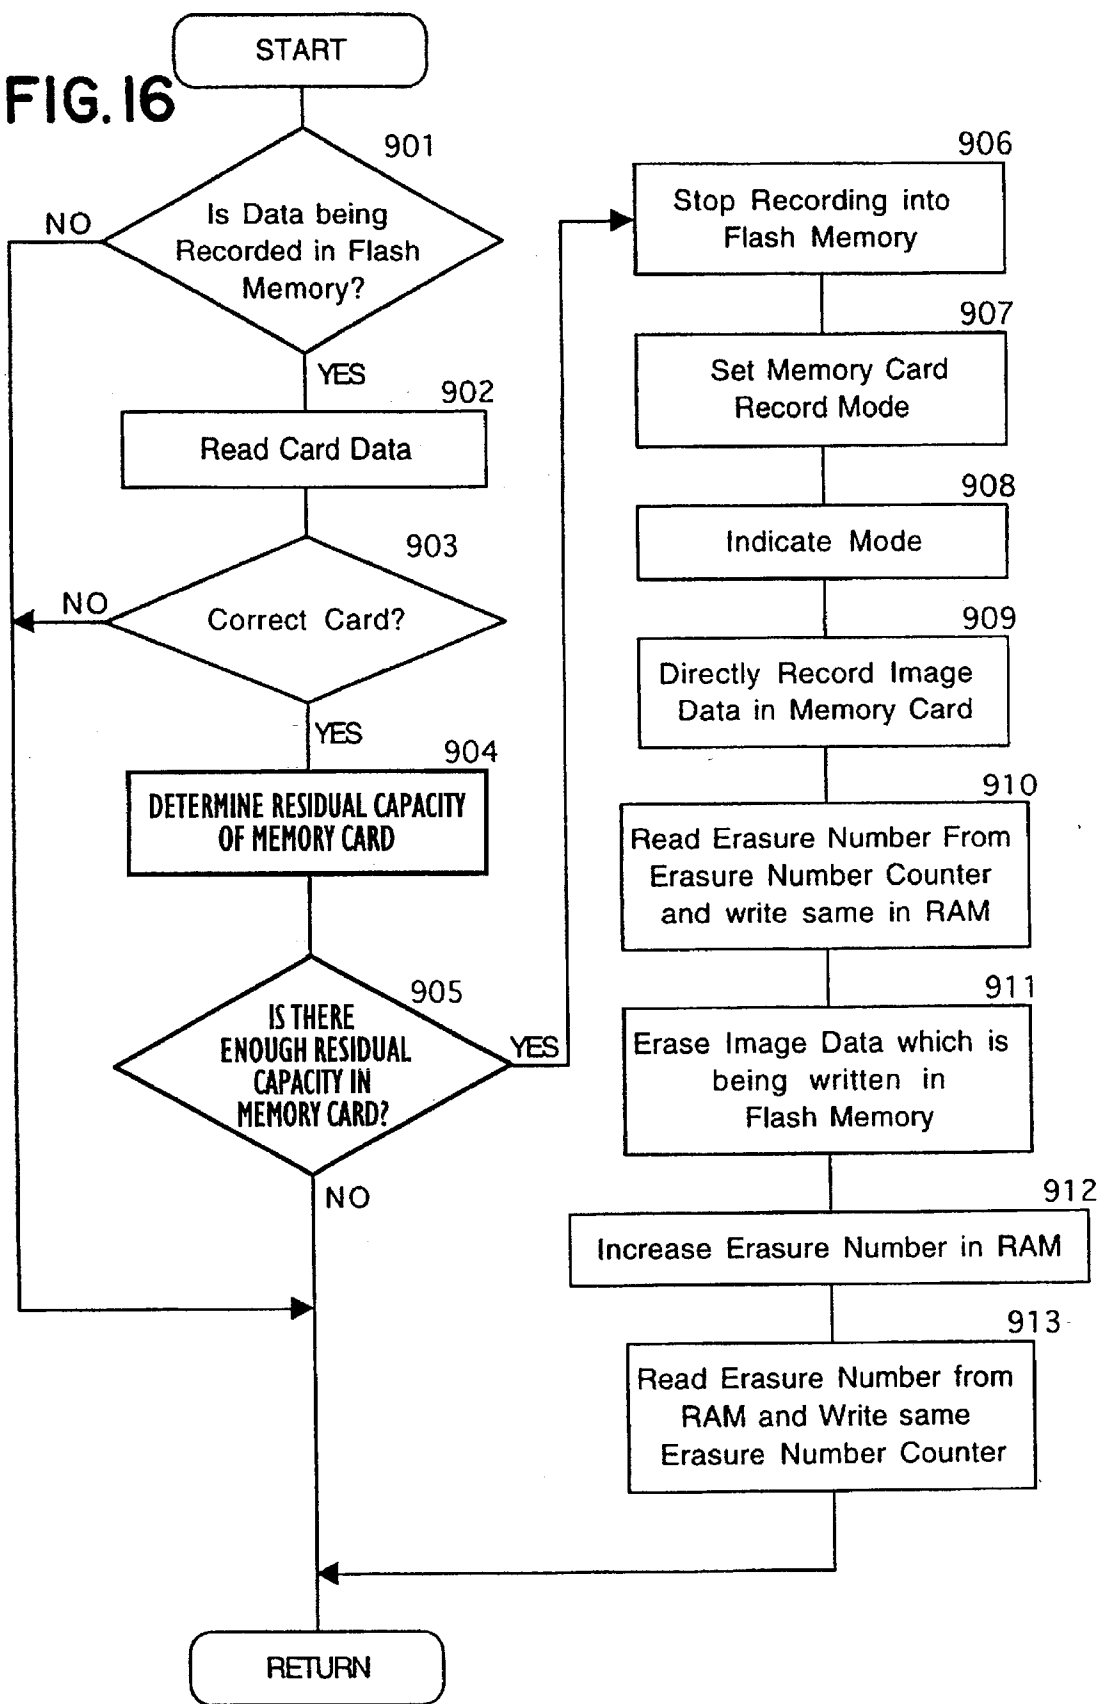 START
FIG.16
901
Is Data being
Recorded in Flash
Memory?
NO
YES
902
Read Card Data
903
Correct Card?
NO
YES
904
DETERMINE RESIDUAL CAPACITY
OF MEMORY CARD
905
IS THERE
ENOUGH RESIDUAL
CAPACITY IN
MEMORY CARD?
YES
NO
906
Stop Recording into
Flash Memory
907
Set Memory Card
Record Mode
908
Indicate Mode
909
Directly Record Image
Data in Memory Card
910
Read Erasure Number From
Erasure Number Counter
and write same in RAM
911
Erase Image Data which is
being written in
Flash Memory
912
Increase Erasure Number in RAM
913
Read Erasure Number from
RAM and Write same
Erasure Number Counter
RETURN